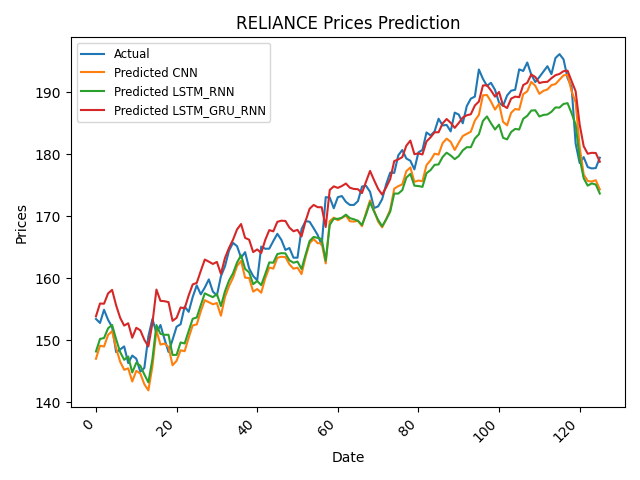 RELIANCE Prices Prediction
Actual
Predicted CNN
Predicted LSTM_RNN
Predicted LSTM_GRU_RNN
Prices
190
180
170
160
150
140
0 20 40 60 80 100 120
Date